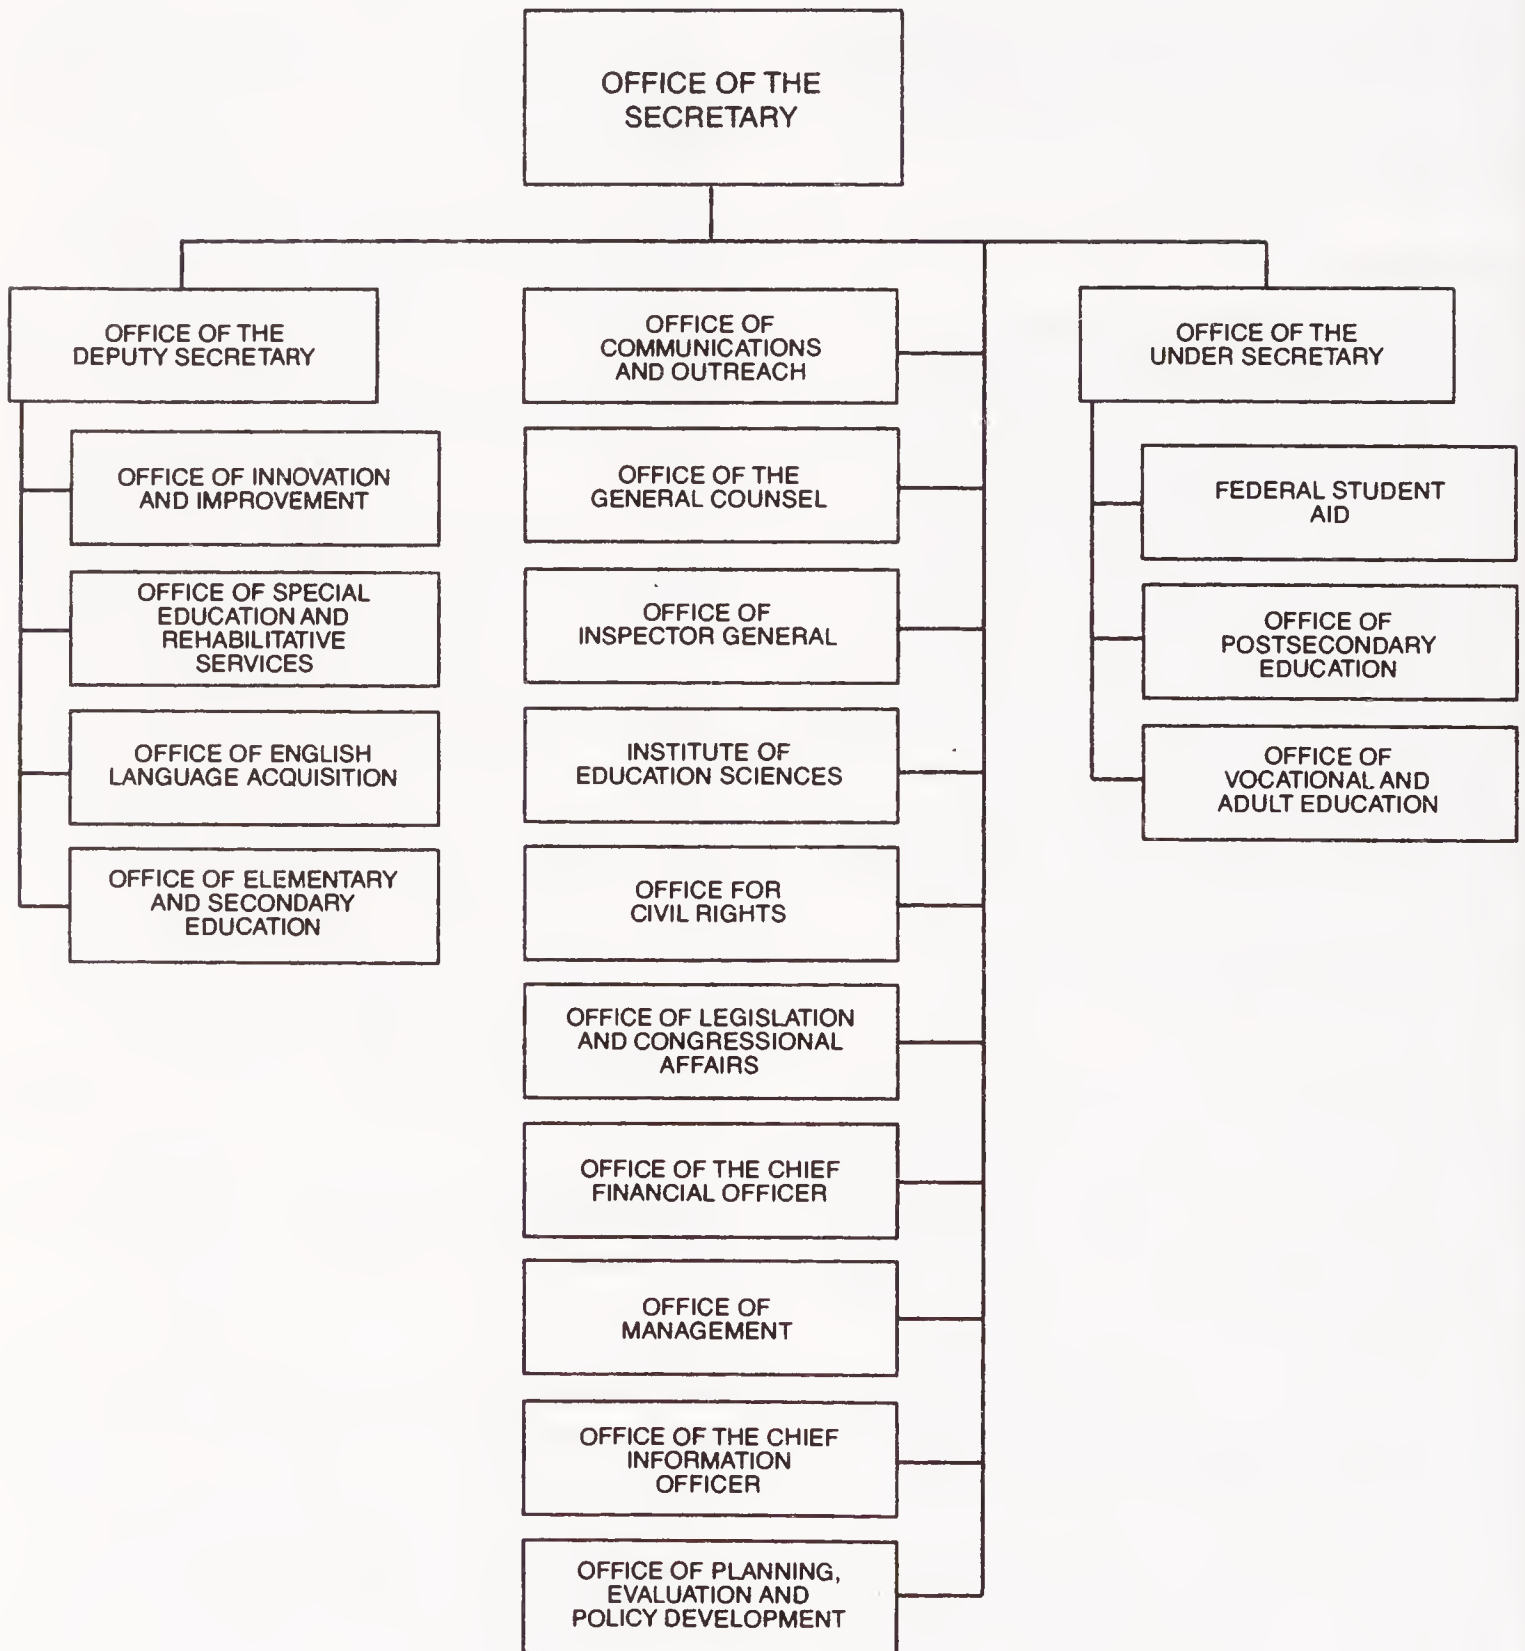 OFFICE OF THE
SECRETARY
OFFICE OF THE
DEPUTY SECRETARY
OFFICE OF INNOVATION
AND IMPROVEMENT
OFFICE OF SPECIAL
EDUCATION AND
REHABILITATIVE
SERVICES
OFFICE OF ENGLISH
LANGUAGE ACQUISITION
OFFICE OF ELEMENTARY
AND SECONDARY
EDUCATION
OFFICE OF
COMMUNICATIONS
AND OUTREACH
OFFICE OF THE
GENERAL COUNSEL
OFFICE OF
INSPECTOR GENERAL
INSTITUTE OF
EDUCATION SCIENCES
OFFICE FOR
CIVIL RIGHTS
OFFICE OF LEGISLATION
AND CONGRESSIONAL
AFFAIRS
OFFICE OF THE CHIEF
FINANCIAL OFFICER
OFFICE OF
MANAGEMENT
OFFICE OF THE CHIEF
INFORMATION
OFFICER
OFFICE OF PLANNING,
EVALUATION AND
POLICY DEVELOPMENT
OFFICE OF THE
UNDER SECRETARY
FEDERAL STUDENT
AID
OFFICE OF
POSTSECONDARY
EDUCATION
OFFICE OF
VOCATIONAL AND
ADULT EDUCATION